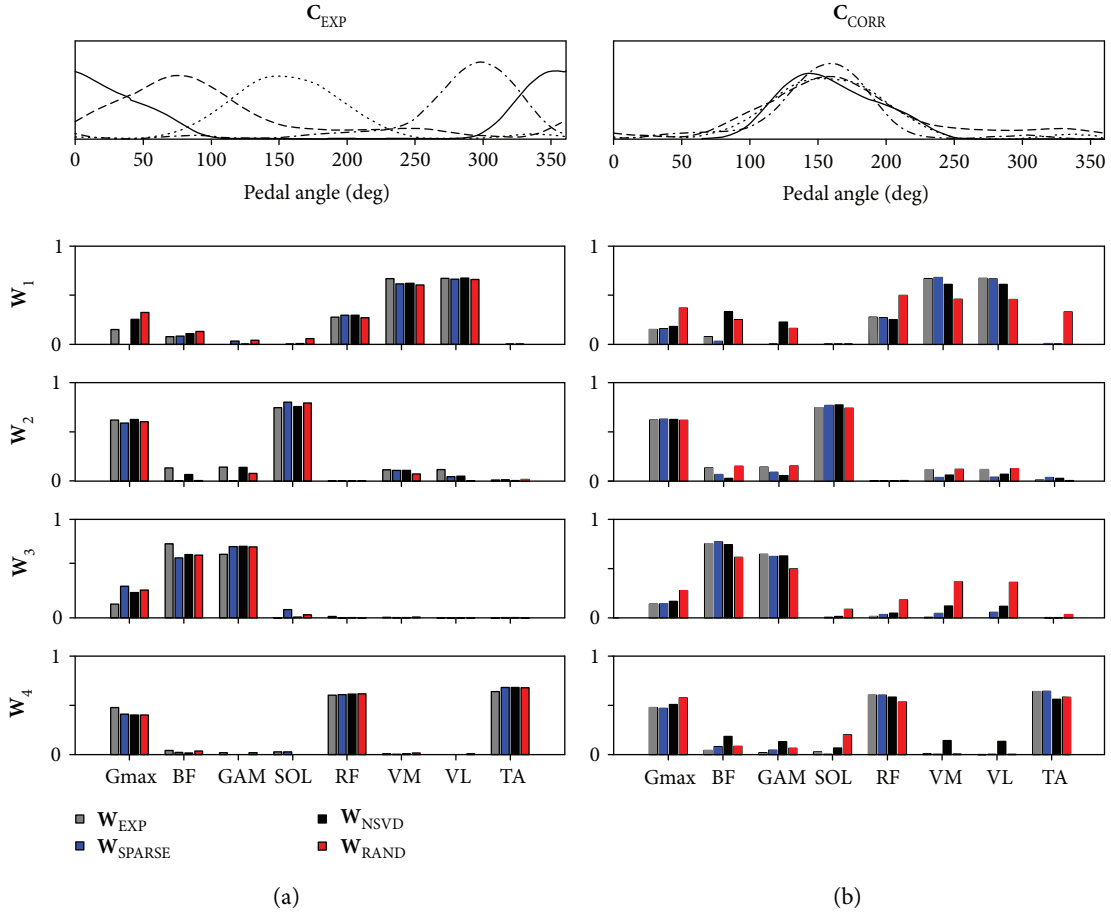 C_EXP C_CORR
0 50 100 150 200 250 300 350 0 50 100 150 200 250 300 350
Pedal angle (deg) Pedal angle (deg)
W_1 1 0 1 0
W_2 1 0 1 0
W_3 1 0 1 0
W_4 1 0 1 0
Gmax BF GAM SOL RF VM VL TA Gmax BF GAM SOL RF VM VL TA
W_EXP W_NSVD
W_SPARSE W_RAND
(a) (b)